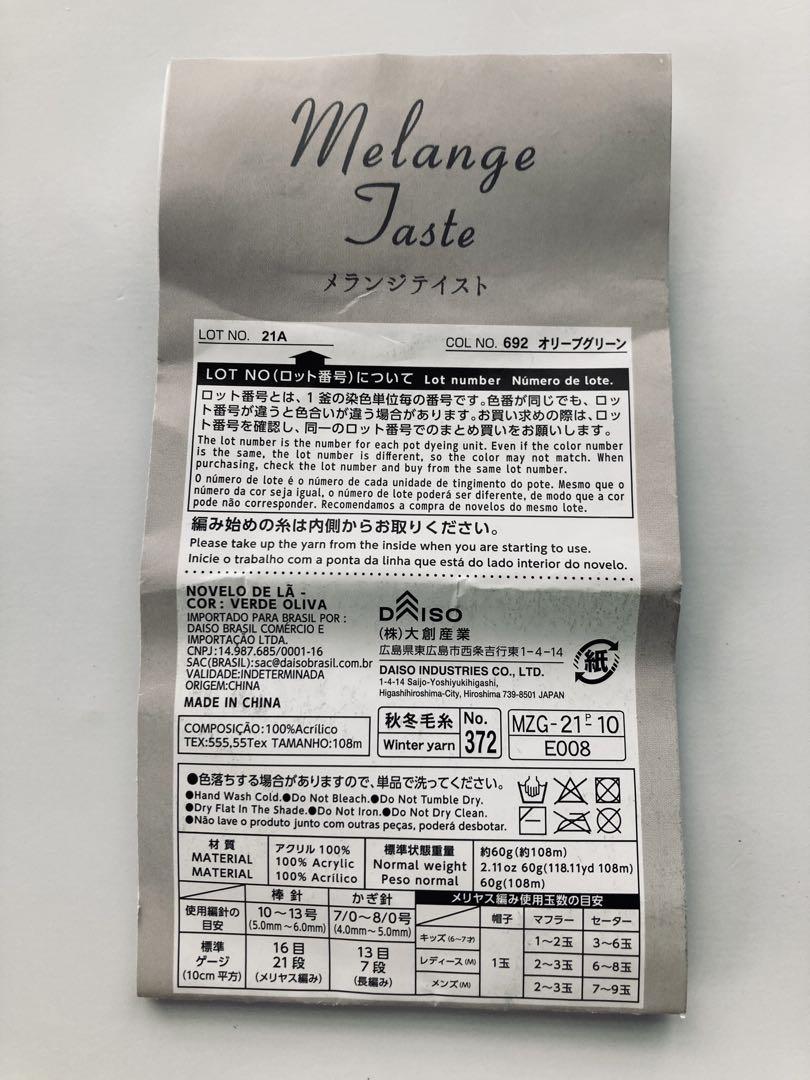 Melange
Taste
メランジテイスト
LOT NO. 21A
COL NO. 692 オリーブグリーン
LOT NO(ロット番号)について Lot number Número de lote.
ロット番号とは、1釜の染色単位毎の番号です。色番が同じでも、ロッ
ト番号が違うと色合いが違う場合があります。お買い求めの際は、ロッ
ト番号を確認し、同一のロット番号でのまとめ買いをお願いします。
The lot number is the number for each pot dyeing unit. Even if the color number
is the same, the lot number is different, so the color may not match. When
purchasing, check the lot number and buy from the same lot number.
O número de lote é o número de cada unidade de tingimento do pote. Mesmo que o
número da cor seja igual, o número de lote poderá ser diferente, de modo que a cor
pode não corresponder. Recomendamos a compra de novelos do mesmo lote.
編み始めの糸は内側からお取りください。
Please take up the yarn from the inside when you are starting to use.
Inicie o trabalho com a ponta da linha que está do lado interior do novelo.
NOVELO DE LÃ -
COR: VERDE OLIVA
IMPORTADO PARA BRASIL POR:
DAISO BRASIL COMÉRCIO E
IMPORTAÇÃO LTDA.
CNPJ:14.987.685/0001-16
SAC(BRASIL):sac@daisobrasil.com.br
VALIDADE:INDETERMINADA
ORIGEM:CHINA
MADE IN CHINA
DAISO
(株)大創産業
広島県東広島市西条吉行東1-4-14
DAISO INDUSTRIES CO., LTD.
1-4-14 Saijo-Yoshiyukihigashi,
Higashihiroshima-City, Hiroshima 739-8501 JAPAN
紙
COMPOSIÇÃO:100%Acrílico
TEX:555,55Tex TAMANHO:108m
秋冬毛糸 No.
Winter yarn 372
MZG-21 P 10
E008
●色落ちする場合がありますので、単品で洗ってください。
●Hand Wash Cold.●Do Not Bleach.●Do Not Tumble Dry.
●Dry Flat In The Shade.●Do Not Iron.●Do Not Dry Clean.
●Não lave o produto junto com outras peças, poderá desbotar.
材質 アクリル100% 標準状態重量 約60g(約108m)
MATERIAL 100% Acrylic Normal weight 2.11oz 60g(118.11yd 108m)
MATERIAL 100% Acrílico Peso normal 60g(108m)
棒針 かぎ針
使用編針の目安 10〜13号 (5.0mm〜6.0mm) 7/0〜8/0号 (4.0mm〜5.0mm)
標準ゲージ (10cm平方) 16目 21段 (メリヤス編み) 13目 7段 (長編み)
メリヤス編み使用玉数の目安
帽子 マフラー セーター
キッズ(6〜7才) 1〜2玉 3〜6玉
レディース(M) 1玉 2〜3玉 6〜8玉
メンズ(M) 2〜3玉 7〜9玉